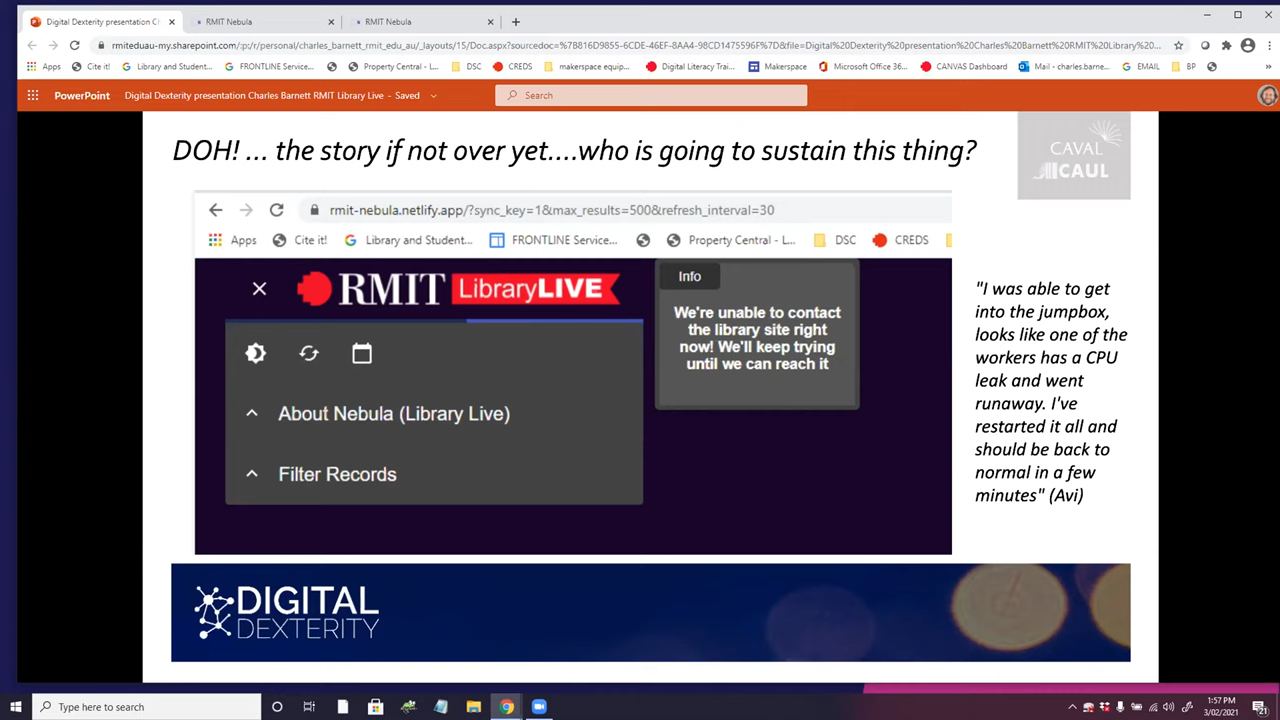 Digital Dexterity presentation Ch
RMIT Nebula
RMIT Nebula
rmiteduau-my.sharepoint.com/:p:/r/personal/charles_barnett_rmit_edu_au/_layouts/15/Doc.aspx?sourcedoc=%7B816D9855-6CDE-46EF-8AA4-98CD1475596F%7D&file=Digital%20Dexterity%20presentation%20Charles%20Barnett%20RMIT%20Library%20Live...
Apps
Cite it!
Library and Student...
FRONTLINE Service...
Property Central - L...
DSC
CREDS
makerspace equip...
Digital Literacy Trai...
Makerspace
Microsoft Office 36...
CANVAS Dashboard
Mail - charles.barne...
EMAIL
BP
»
PowerPoint
Digital Dexterity presentation Charles Barnett RMIT Library Live - Saved
Search
DOH! ... the story if not over yet....who is going to sustain this thing?
CAVAL
CAUL
rmit-nebula.netlify.app/?sync_key=1&max_results=500&refresh_interval=30
Apps
Cite it!
Library and Student...
FRONTLINE Service...
Property Central - L...
DSC
CREDS
RMIT LibraryLIVE
Info
We're unable to contact
the library site right
now! We'll keep trying
until we can reach it
About Nebula (Library Live)
Filter Records
"I was able to get
into the jumpbox,
looks like one of the
workers has a CPU
leak and went
runaway. I've
restarted it all and
should be back to
normal in a few
minutes" (Avi)
DIGITAL
DEXTERITY
Type here to search
1:57 PM
3/02/2021
21